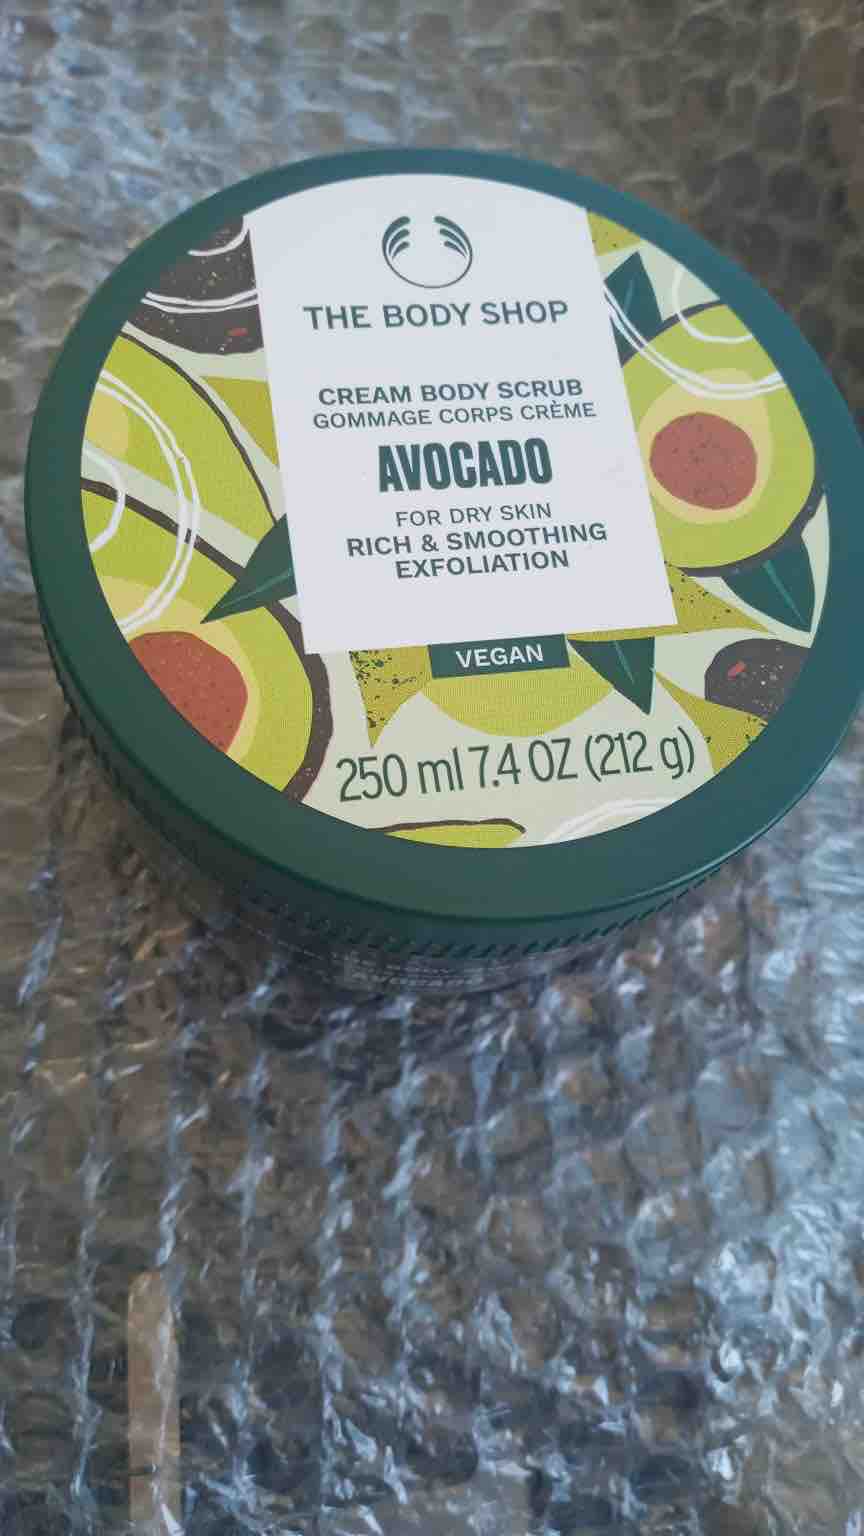 THE BODY SHOP
CREAM BODY SCRUB
GOMMAGE CORPS CRÈME
AVOCADO
FOR DRY SKIN
RICH & SMOOTHING
EXFOLIATION
VEGAN
250 ml 7.4 OZ (212 g)